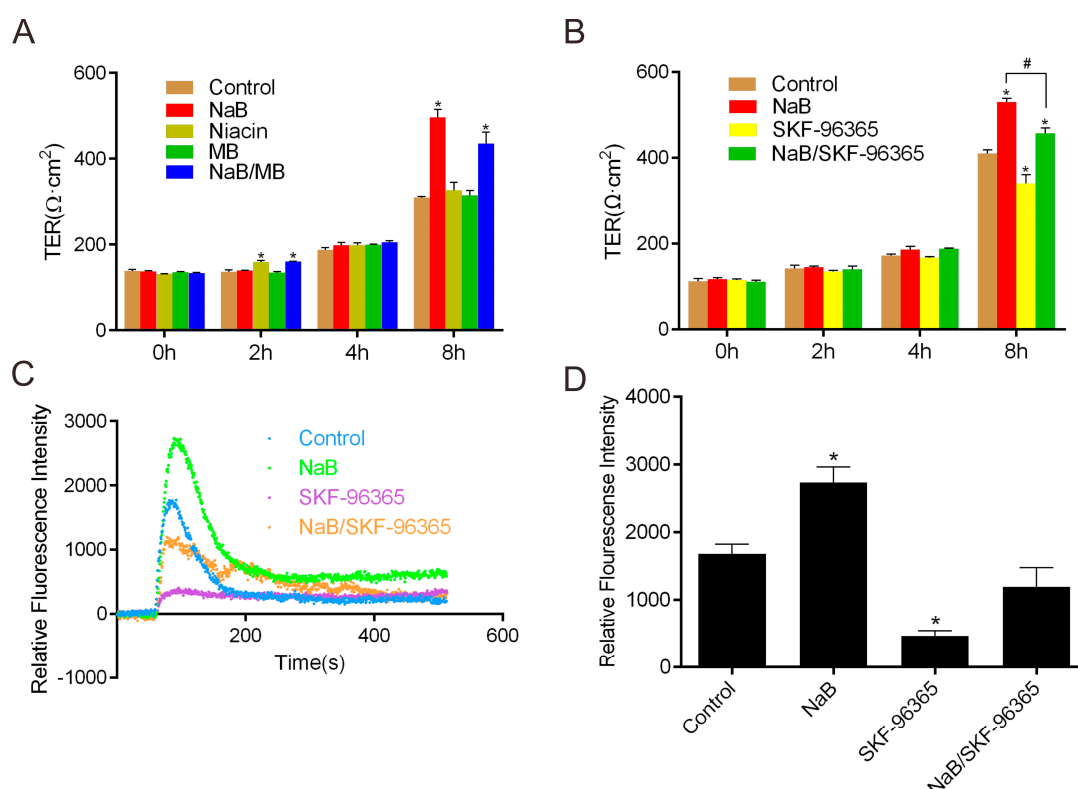 A
TER(Ω·cm2)
600
400
200
0
Control
NaB
Niacin
MB
NaB/MB
*
*
*
*
0h
2h
4h
8h
B
TER(Ω·cm2)
600
400
200
0
Control
NaB
SKF-96365
NaB/SKF-96365
#
*
*
*
0h
2h
4h
8h
C
Relative Fluorescence Intensity
3000
2000
1000
0
-1000
Control
NaB
SKF-96365
NaB/SKF-96365
200
400
600
Time(s)
D
Relative Flouresense Intensity
4000
3000
2000
1000
0
*
*
Control
NaB
SKF-96365
NaB/SKF-96365